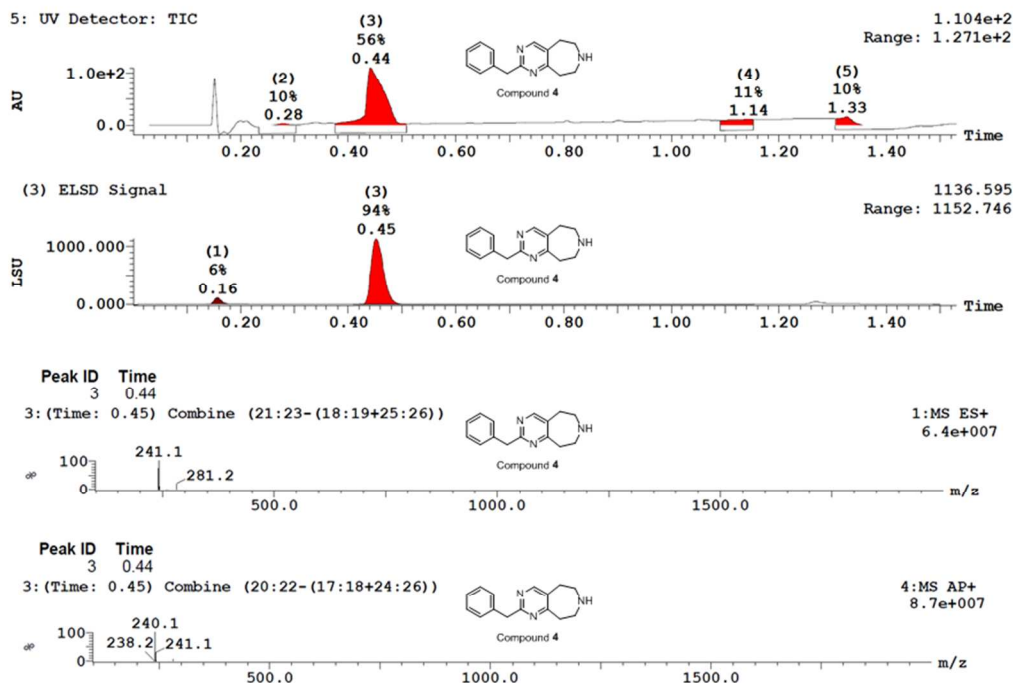 5: UV Detector: TIC
1.104e+2
Range: 1.271e+2
(3)
56%
0.44
(2)
10%
0.28
(4)
11%
1.14
(5)
10%
1.33
AU
1.0e+2
0.0
N
N
NH
Compound 4
Time
0.20 0.40 0.60 0.80 1.00 1.20 1.40
(3) ELSD Signal
1136.595
Range: 1152.746
(3)
94%
0.45
(1)
6%
0.16
LSU
1000.000
0.000
N
N
NH
Compound 4
Time
0.20 0.40 0.60 0.80 1.00 1.20 1.40
Peak ID Time
3 0.44
3:(Time: 0.45) Combine (21:23-(18:19+25:26))
1:MS ES+
6.4e+007
N
N
NH
Compound 4
%
100
0
241.1
281.2
m/z
500.0 1000.0 1500.0
Peak ID Time
3 0.44
3:(Time: 0.45) Combine (20:22-(17:18+24:26))
4:MS AP+
8.7e+007
N
N
NH
Compound 4
%
100
0
240.1
238.2 241.1
m/z
500.0 1000.0 1500.0